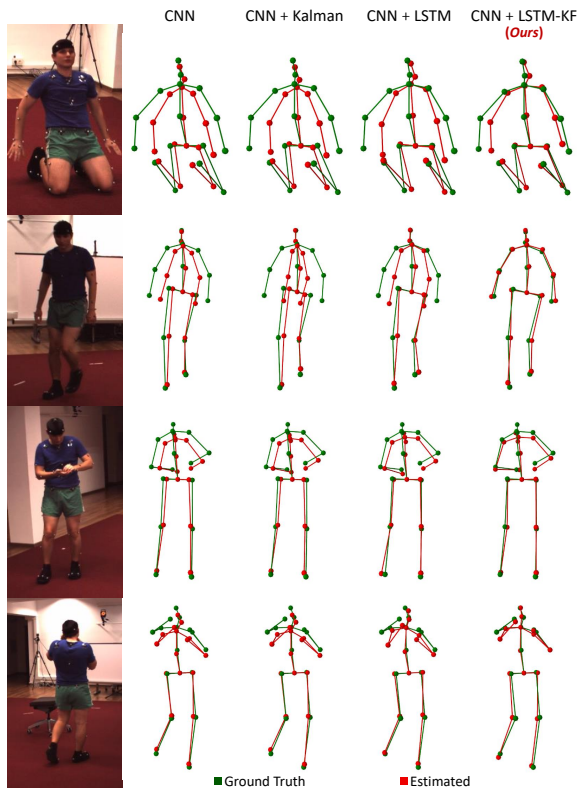 CNN
CNN + Kalman
CNN + LSTM
CNN + LSTM-KF
(Ours)
Ground Truth
Estimated